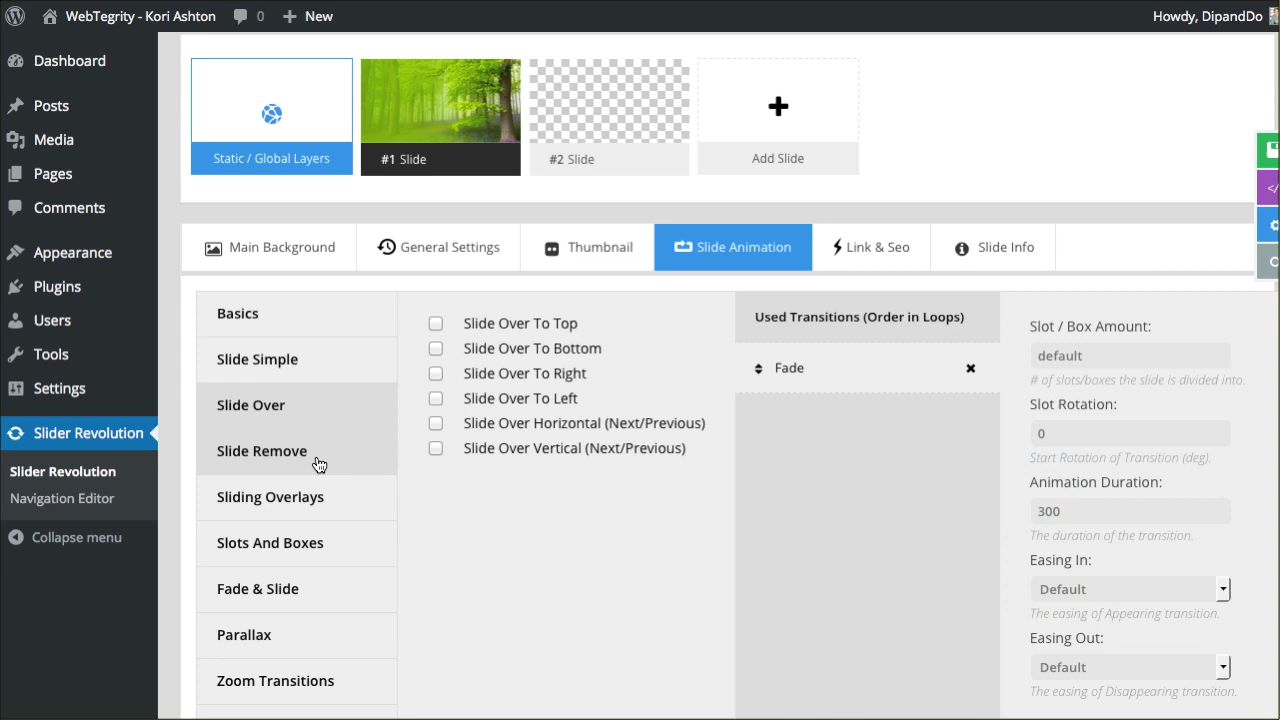 WebTegrity - Kori Ashton 0 New Howdy, DipandDo
Dashboard
Posts
Media
Pages
Comments
Appearance
Plugins
Users
Tools
Settings
Slider Revolution
Slider Revolution
Navigation Editor
Collapse menu
Static / Global Layers #1 Slide #2 Slide Add Slide
Main Background General Settings Thumbnail Slide Animation Link & Seo Slide Info
Basics
Slide Simple
Slide Over
Slide Remove
Sliding Overlays
Slots And Boxes
Fade & Slide
Parallax
Zoom Transitions
Slide Over To Top
Slide Over To Bottom
Slide Over To Right
Slide Over To Left
Slide Over Horizontal (Next/Previous)
Slide Over Vertical (Next/Previous)
Used Transitions (Order in Loops)
Fade
Slot / Box Amount:
default
# of slots/boxes the slide is divided into.
Slot Rotation:
0
Start Rotation of Transition (deg).
Animation Duration:
300
The duration of the transition.
Easing In:
Default
The easing of Appearing transition.
Easing Out:
Default
The easing of Disappearing transition.